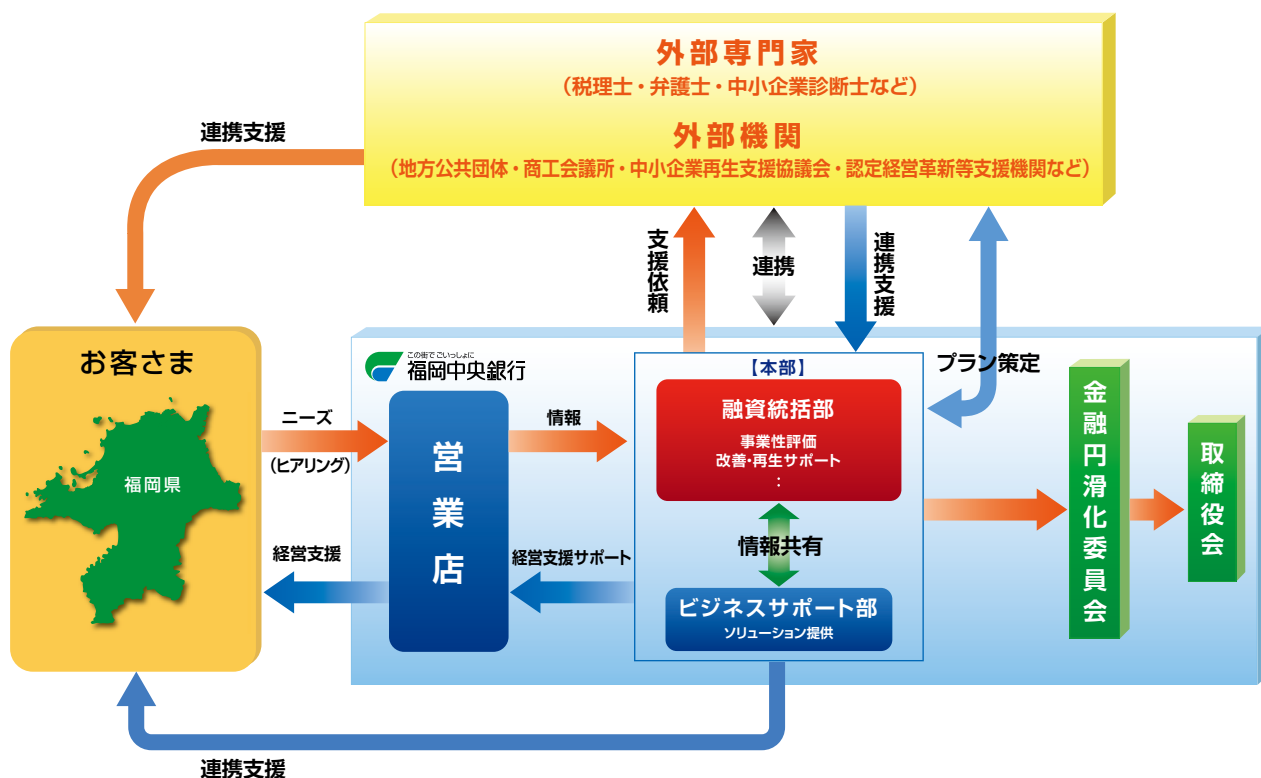 外部専門家
（税理士・弁護士・中小企業診断士など）
外部機関
（地方公共団体・商工会議所・中小企業再生支援協議会・認定経営革新等支援機関など）
連携支援
支援依頼
連携
連携支援
プラン策定
お客さま
福岡県
この街でごいっしょに
福岡中央銀行
ニーズ
（ヒアリング）
経営支援
営業店
情報
経営支援サポート
【本部】
融資統括部
事業性評価
改善・再生サポート
：
情報共有
ビジネスサポート部
ソリューション提供
金融円滑化委員会
取締役会
連携支援